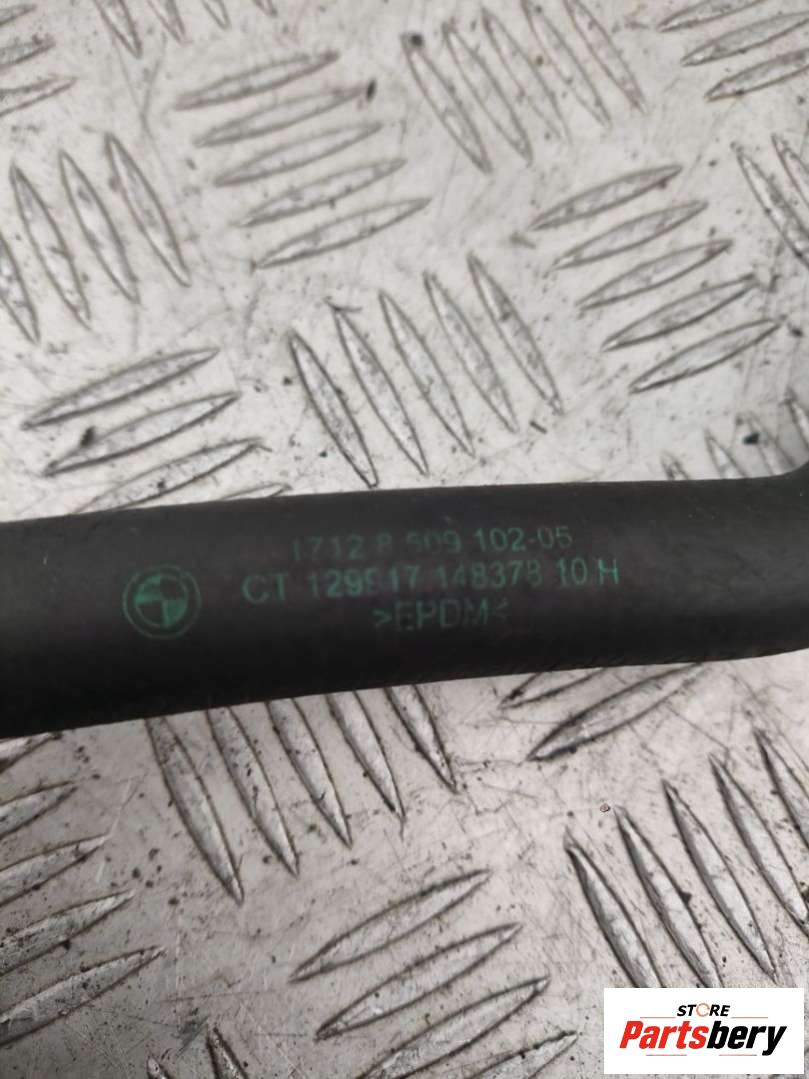 1712 8 509 102-05
CT 129917 148378 10 H
>EPDM<
STORE
Partsbery